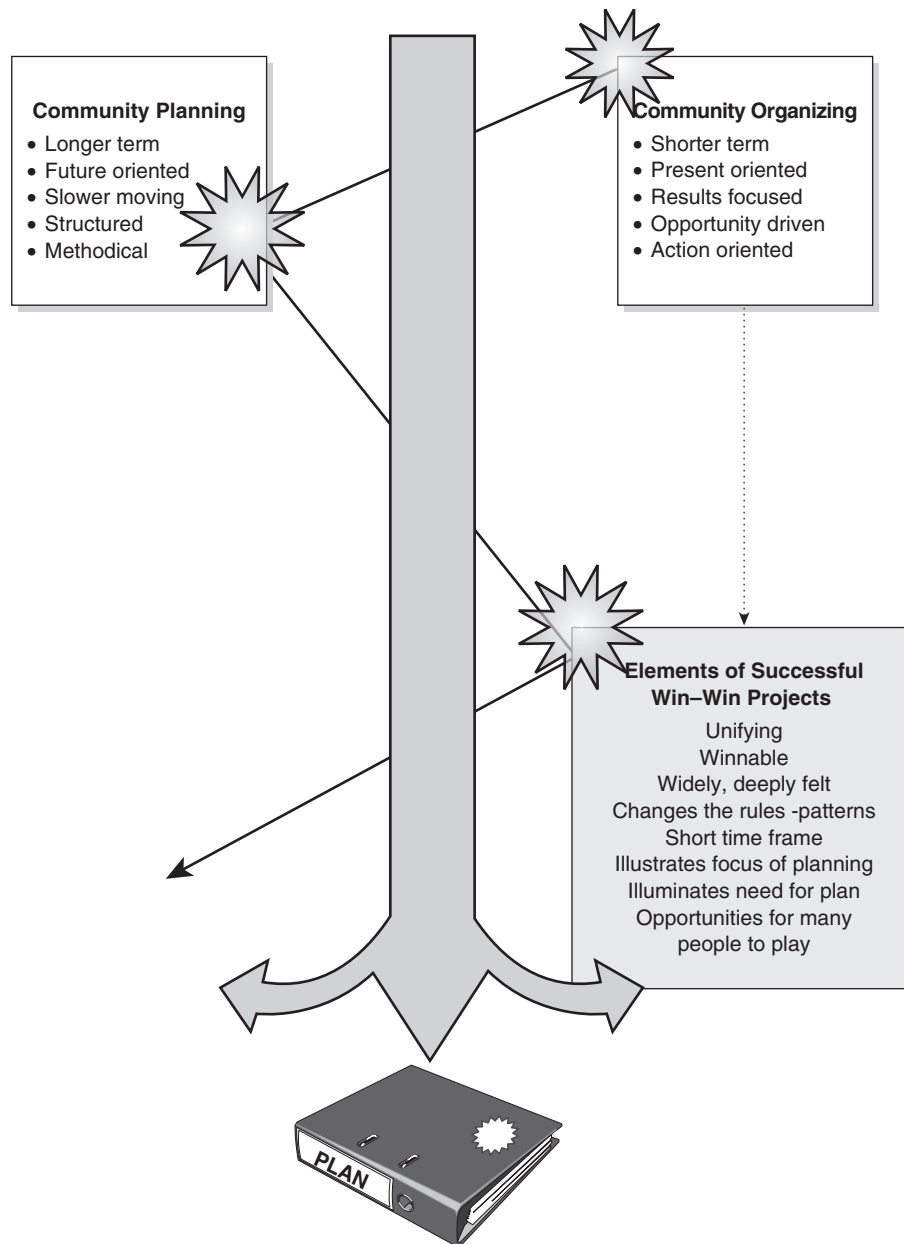 Community Planning
• Longer term
• Future oriented
• Slower moving
• Structured
• Methodical
Community Organizing
• Shorter term
• Present oriented
• Results focused
• Opportunity driven
• Action oriented
Elements of Successful
Win–Win Projects
Unifying
Winnable
Widely, deeply felt
Changes the rules -patterns
Short time frame
Illustrates focus of planning
Illuminates need for plan
Opportunities for many
people to play
PLAN